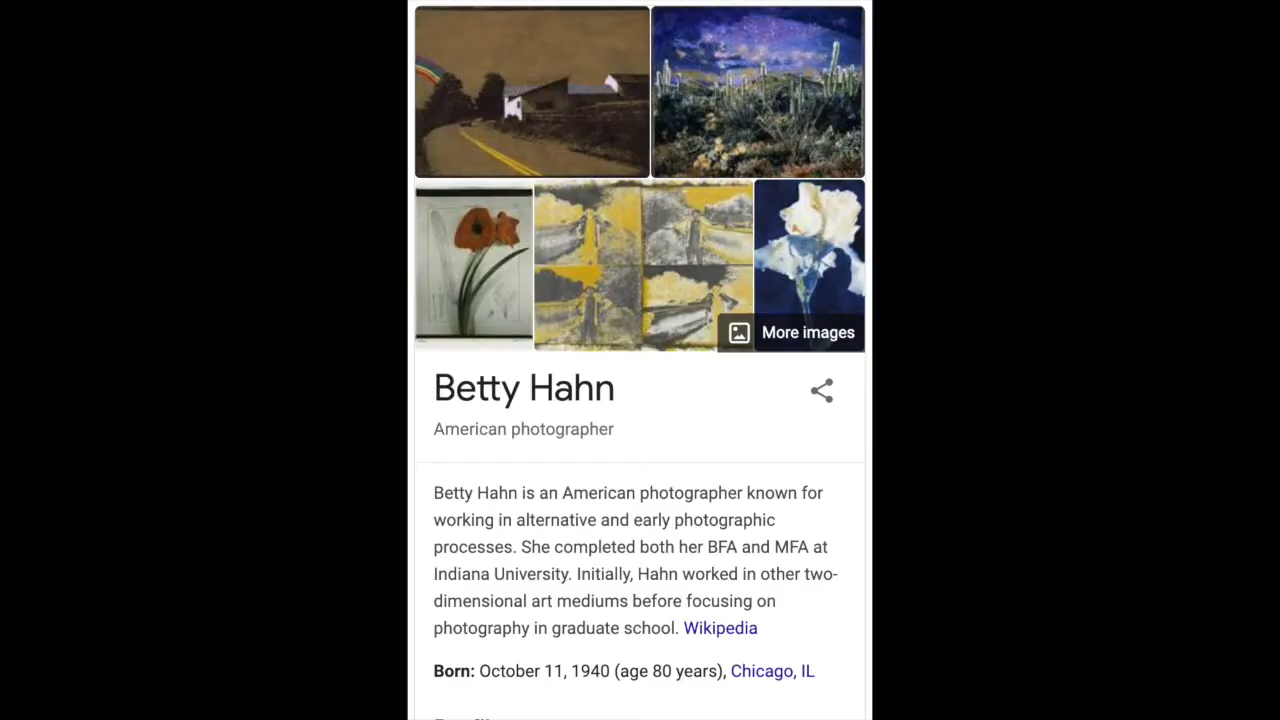 More images
Betty Hahn
American photographer
Betty Hahn is an American photographer known for
working in alternative and early photographic
processes. She completed both her BFA and MFA at
Indiana University. Initially, Hahn worked in other two-
dimensional art mediums before focusing on
photography in graduate school. Wikipedia
Born: October 11, 1940 (age 80 years), Chicago, IL